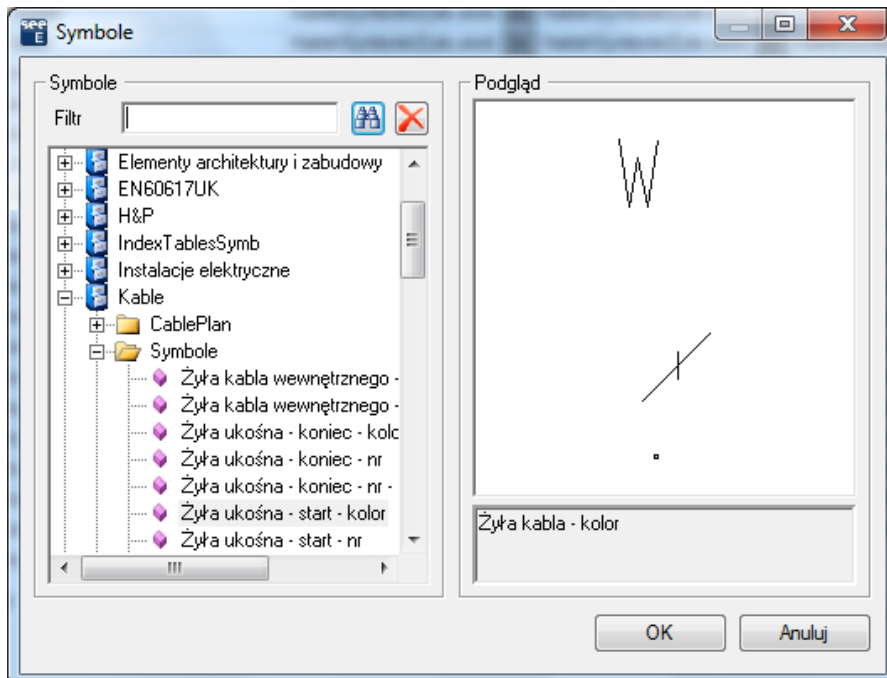 see
E
Symbole
Symbole
Filtr
Elementy architektury i zabudowy
EN60617UK
H&P
IndexTablesSymb
Instalacje elektryczne
Kable
CablePlan
Symbole
Żyła kabla wewnętrznego -
Żyła kabla wewnętrznego -
Żyła ukośna - koniec - kolo
Żyła ukośna - koniec - nr
Żyła ukośna - koniec - nr -
Żyła ukośna - start - kolor
Żyła ukośna - start - nr
Podgląd
W
Żyła kabla - kolor
OK
Anuluj